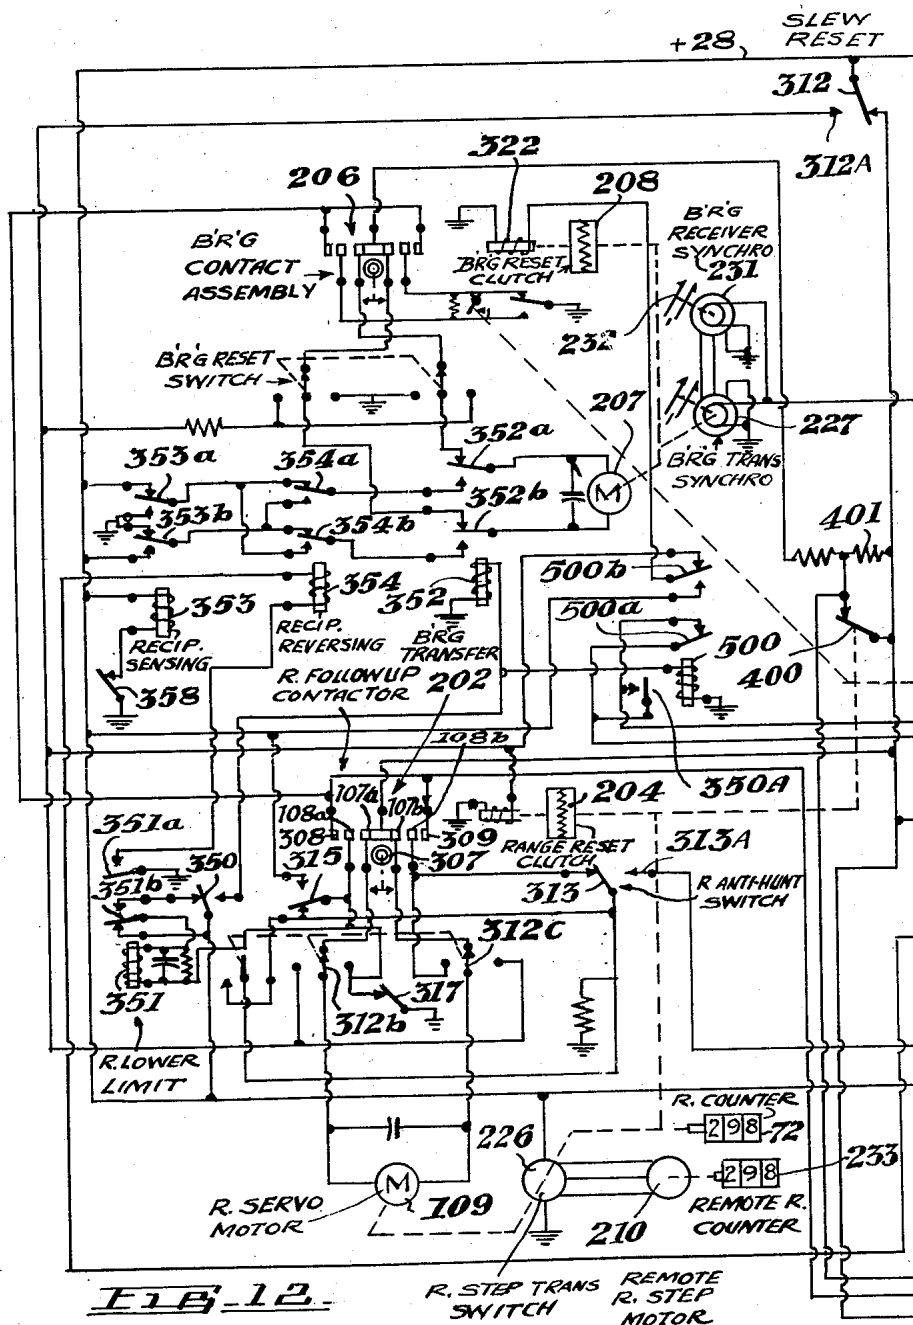 SLEW
RESET
+28
312
312A
322
206
208
B'R'G
RECEIVER
SYNCHRO
231
B'R'G
CONTACT
ASSEMBLY
B'R'G RESET
CLUTCH
232
B'R'G RESET
SWITCH
207
352a
227
353a
354a
M
B'R'G TRANS
SYNCHRO
353b
354b
352b
401
500b
353
354
352
500a
RECIP.
SENSING
RECIP.
REVERSING
B'R'G
TRANSFER
500
400
358
R. FOLLOWUP
CONTACTOR
202
108b
350A
107a
107b
108a
308
309
204
351a
315
307
RANGE RESET
CLUTCH
313A
351b
350
313
R ANTI-HUNT
SWITCH
312C
351
312b
317
R. LOWER
LIMIT
R. COUNTER
298
72
226
233
298
R. SERVO
MOTOR
M
109
210
REMOTE R.
COUNTER
R. STEP TRANS
SWITCH
REMOTE
R. STEP
MOTOR
FIG. 12.